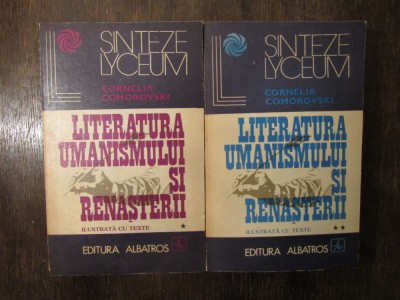 SINTEZE
LYCEUM
CORNELIA
COMOROVSKI
LITERATURA
UMANISMULUI
ȘI
RENAȘTERII
ILUSTRATĂ CU TEXTE *
EDITURA ALBATROS
SINTEZE
LYCEUM
CORNELIA
COMOROVSKI
LITERATURA
UMANISMULUI
ȘI
RENAȘTERII
ILUSTRATĂ CU TEXTE **
EDITURA ALBATROS